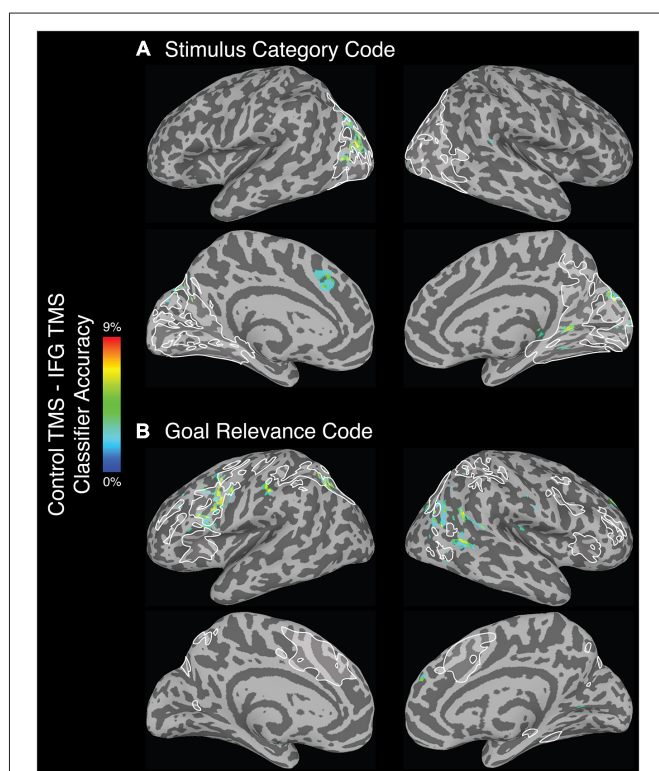 A Stimulus Category Code
Control TMS - IFG TMS
Classifier Accuracy
9%
0%
B Goal Relevance Code